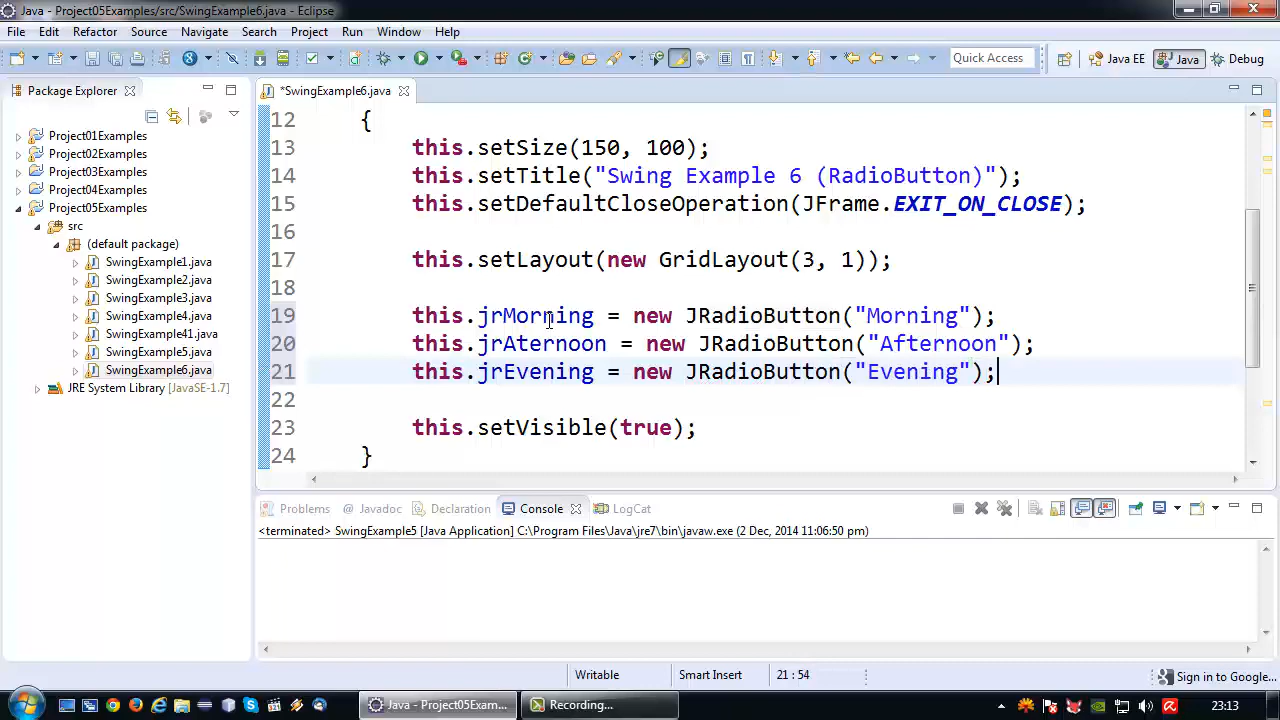 Java - Project05Examples/src/SwingExample6.java - Eclipse
File Edit Refactor Source Navigate Search Project Run Window Help
Quick Access Java EE Java Debug
Package Explorer
*SwingExample6.java
Project01Examples
Project02Examples
Project03Examples
Project04Examples
Project05Examples
src
(default package)
SwingExample1.java
SwingExample2.java
SwingExample3.java
SwingExample4.java
SwingExample41.java
SwingExample5.java
SwingExample6.java
JRE System Library [JavaSE-1.7]
12 {
13 this.setSize(150, 100);
14 this.setTitle("Swing Example 6 (RadioButton)");
15 this.setDefaultCloseOperation(JFrame.EXIT_ON_CLOSE);
16
17 this.setLayout(new GridLayout(3, 1));
18
19 this.jrMorning = new JRadioButton("Morning");
20 this.jrAternoon = new JRadioButton("Afternoon");
21 this.jrEvening = new JRadioButton("Evening");
22
23 this.setVisible(true);
24 }
Problems @ Javadoc Declaration Console LogCat
<terminated> SwingExample5 [Java Application] C:\Program Files\Java\jre7\bin\javaw.exe (2 Dec, 2014 11:06:50 pm)
Writable Smart Insert 21 : 54 Sign in to Google...
Java - Project05Exam... Recording... 23:13